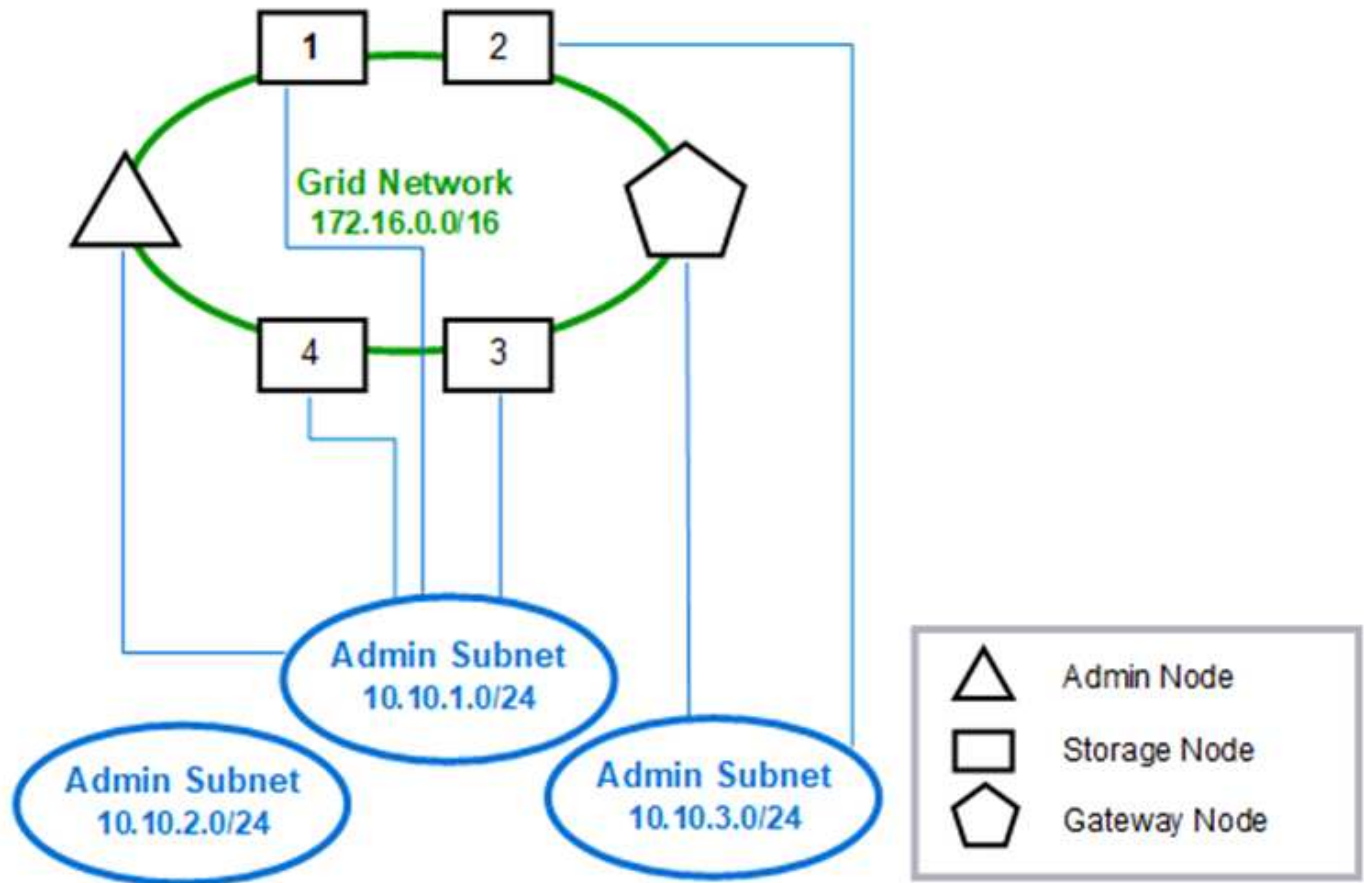 1
2
Grid Network
172.16.0.0/16
4
3
Admin Subnet
10.10.1.0/24
Admin Subnet
10.10.2.0/24
Admin Subnet
10.10.3.0/24
Admin Node
Storage Node
Gateway Node